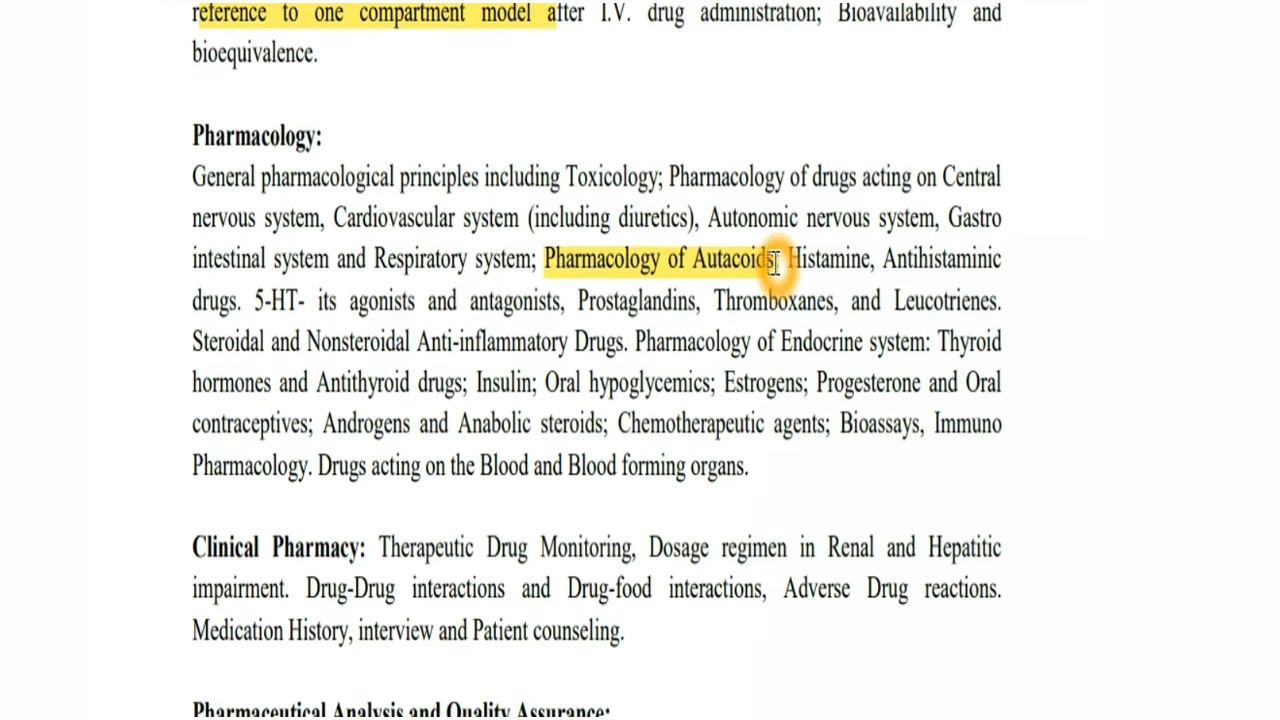 reference to one compartment model after I.V. drug administration; Bioavailability and
bioequivalence.
Pharmacology:
General pharmacological principles including Toxicology; Pharmacology of drugs acting on Central
nervous system, Cardiovascular system (including diuretics), Autonomic nervous system, Gastro
intestinal system and Respiratory system; Pharmacology of Autacoids; Histamine, Antihistaminic
drugs. 5-HT- its agonists and antagonists, Prostaglandins, Thromboxanes, and Leucotrienes.
Steroidal and Nonsteroidal Anti-inflammatory Drugs. Pharmacology of Endocrine system: Thyroid
hormones and Antithyroid drugs; Insulin; Oral hypoglycemics; Estrogens; Progesterone and Oral
contraceptives; Androgens and Anabolic steroids; Chemotherapeutic agents; Bioassays, Immuno
Pharmacology. Drugs acting on the Blood and Blood forming organs.
Clinical Pharmacy: Therapeutic Drug Monitoring, Dosage regimen in Renal and Hepatitic
impairment. Drug-Drug interactions and Drug-food interactions, Adverse Drug reactions.
Medication History, interview and Patient counseling.
Pharmaceutical Analysis and Quality Assurance: